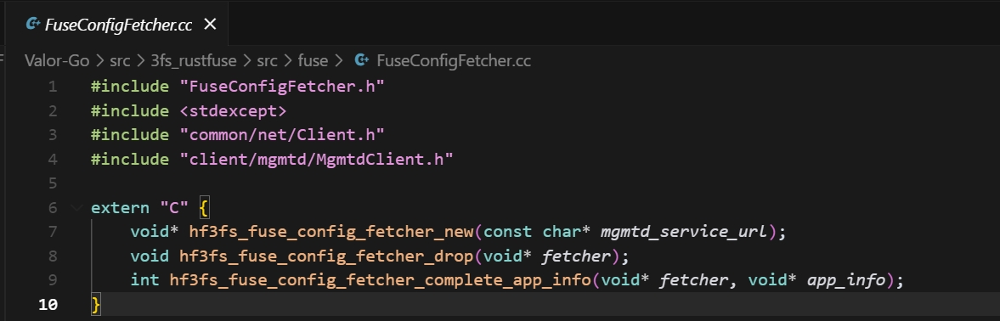 FuseConfigFetcher.cc
Valor-Go > src > 3fs_rustfuse > src > fuse > FuseConfigFetcher.cc
1 #include "FuseConfigFetcher.h"
2 #include <stdexcept>
3 #include "common/net/Client.h"
4 #include "client/mgmtd/MgmtdClient.h"
5
6 extern "C" {
7     void* hf3fs_fuse_config_fetcher_new(const char* mgmtd_service_url);
8     void hf3fs_fuse_config_fetcher_drop(void* fetcher);
9     int hf3fs_fuse_config_fetcher_complete_app_info(void* fetcher, void* app_info);
10 }